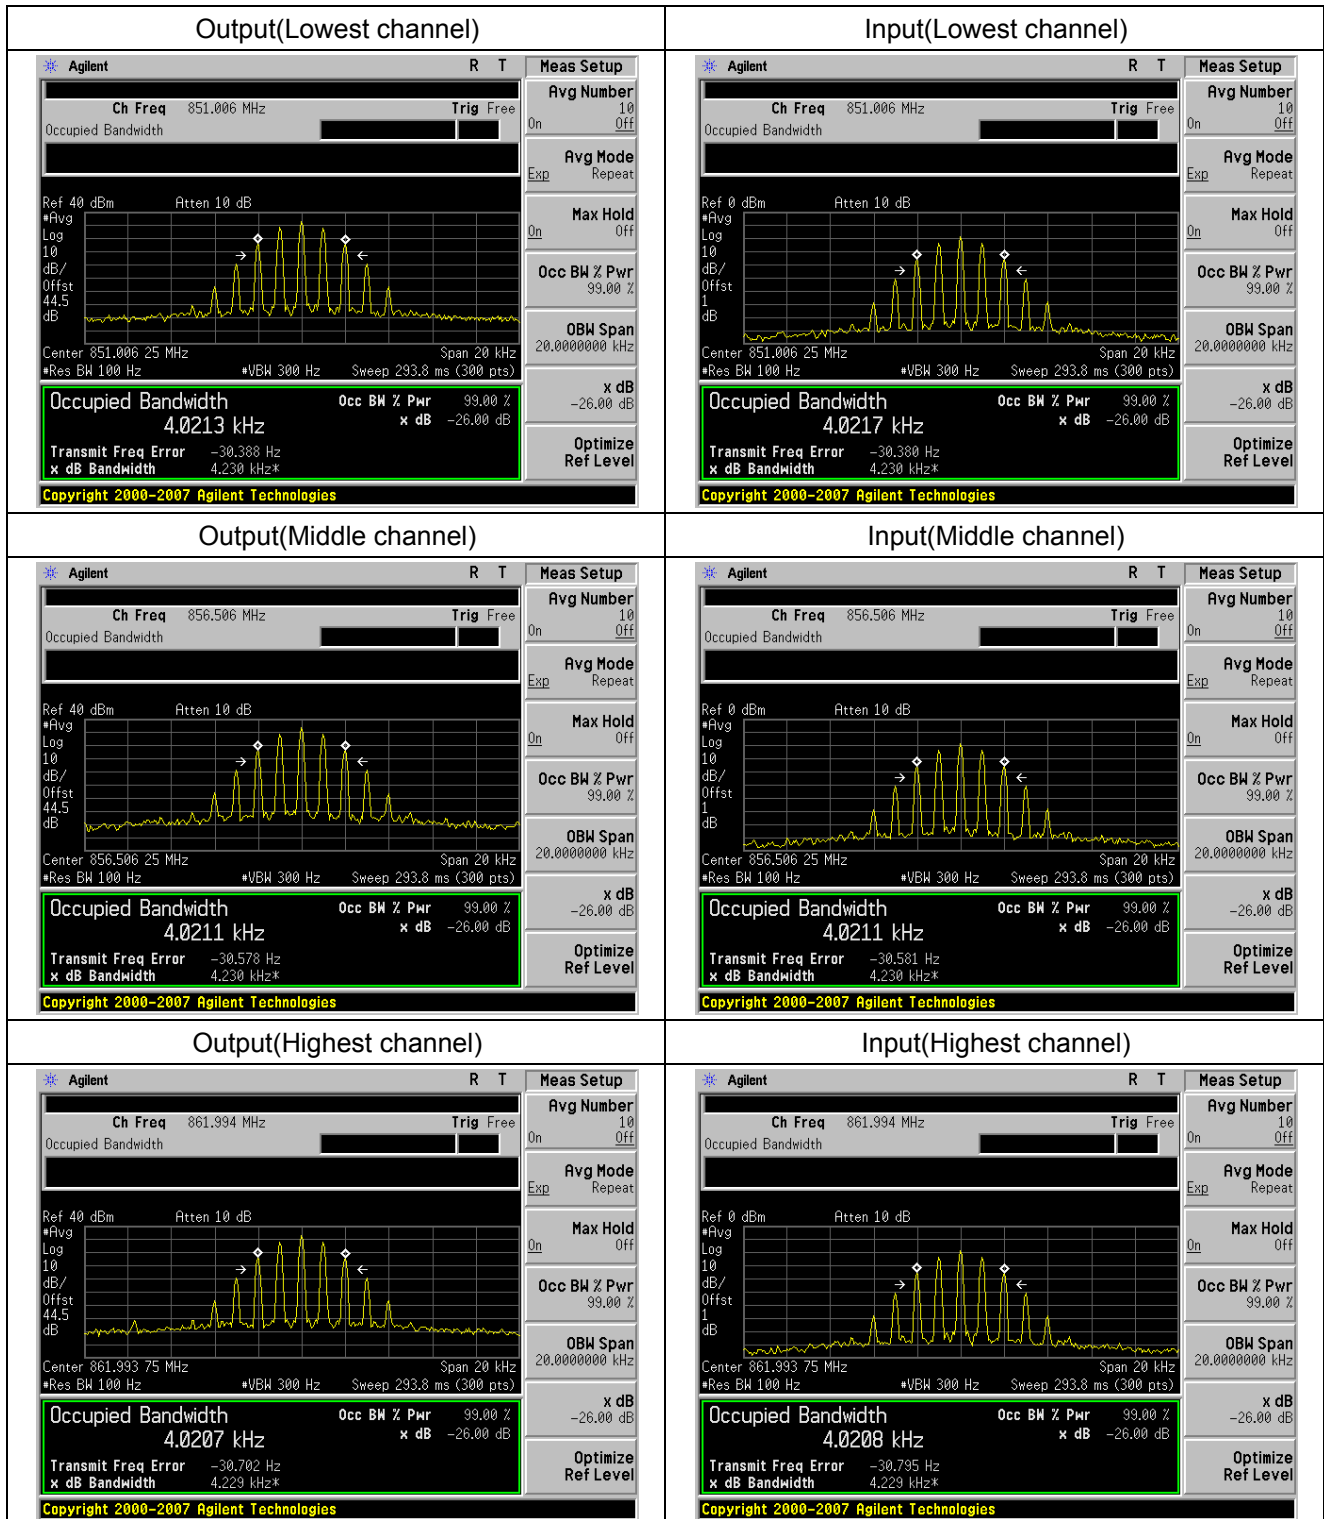 Output(Lowest channel)
Agilent R T Meas Setup
Ch Freq 851.006 MHz Trig Free
Occupied Bandwidth
Avg Number
10
On Off
Avg Mode
Exp Repeat
Ref 40 dBm Atten 10 dB
#Avg
Log
10
dB/
Offst
44.5
dB
Max Hold
On Off
Occ BW % Pwr
99.00 %
OBW Span
20.0000000 kHz
Center 851.006 25 MHz Span 20 kHz
#Res BW 100 Hz #VBW 300 Hz Sweep 293.8 ms (300 pts)
Occupied Bandwidth Occ BW % Pwr 99.00 %
4.0213 kHz x dB -26.00 dB
Transmit Freq Error -30.388 Hz
x dB Bandwidth 4.230 kHz*
x dB
-26.00 dB
Optimize
Ref Level
Copyright 2000-2007 Agilent Technologies
Input(Lowest channel)
Agilent R T Meas Setup
Ch Freq 851.006 MHz Trig Free
Occupied Bandwidth
Avg Number
10
On Off
Avg Mode
Exp Repeat
Ref 0 dBm Atten 10 dB
#Avg
Log
10
dB/
Offst
1
dB
Max Hold
On Off
Occ BW % Pwr
99.00 %
OBW Span
20.0000000 kHz
Center 851.006 25 MHz Span 20 kHz
#Res BW 100 Hz #VBW 300 Hz Sweep 293.8 ms (300 pts)
Occupied Bandwidth Occ BW % Pwr 99.00 %
4.0217 kHz x dB -26.00 dB
Transmit Freq Error -30.380 Hz
x dB Bandwidth 4.230 kHz*
x dB
-26.00 dB
Optimize
Ref Level
Copyright 2000-2007 Agilent Technologies
Output(Middle channel)
Agilent R T Meas Setup
Ch Freq 856.506 MHz Trig Free
Occupied Bandwidth
Avg Number
10
On Off
Avg Mode
Exp Repeat
Ref 40 dBm Atten 10 dB
#Avg
Log
10
dB/
Offst
44.5
dB
Max Hold
On Off
Occ BW % Pwr
99.00 %
OBW Span
20.0000000 kHz
Center 856.506 25 MHz Span 20 kHz
#Res BW 100 Hz #VBW 300 Hz Sweep 293.8 ms (300 pts)
Occupied Bandwidth Occ BW % Pwr 99.00 %
4.0211 kHz x dB -26.00 dB
Transmit Freq Error -30.578 Hz
x dB Bandwidth 4.230 kHz*
x dB
-26.00 dB
Optimize
Ref Level
Copyright 2000-2007 Agilent Technologies
Input(Middle channel)
Agilent R T Meas Setup
Ch Freq 856.506 MHz Trig Free
Occupied Bandwidth
Avg Number
10
On Off
Avg Mode
Exp Repeat
Ref 0 dBm Atten 10 dB
#Avg
Log
10
dB/
Offst
1
dB
Max Hold
On Off
Occ BW % Pwr
99.00 %
OBW Span
20.0000000 kHz
Center 856.506 25 MHz Span 20 kHz
#Res BW 100 Hz #VBW 300 Hz Sweep 293.8 ms (300 pts)
Occupied Bandwidth Occ BW % Pwr 99.00 %
4.0211 kHz x dB -26.00 dB
Transmit Freq Error -30.581 Hz
x dB Bandwidth 4.230 kHz*
x dB
-26.00 dB
Optimize
Ref Level
Copyright 2000-2007 Agilent Technologies
Output(Highest channel)
Agilent R T Meas Setup
Ch Freq 861.994 MHz Trig Free
Occupied Bandwidth
Avg Number
10
On Off
Avg Mode
Exp Repeat
Ref 40 dBm Atten 10 dB
#Avg
Log
10
dB/
Offst
44.5
dB
Max Hold
On Off
Occ BW % Pwr
99.00 %
OBW Span
20.0000000 kHz
Center 861.993 75 MHz Span 20 kHz
#Res BW 100 Hz #VBW 300 Hz Sweep 293.8 ms (300 pts)
Occupied Bandwidth Occ BW % Pwr 99.00 %
4.0207 kHz x dB -26.00 dB
Transmit Freq Error -30.702 Hz
x dB Bandwidth 4.229 kHz*
x dB
-26.00 dB
Optimize
Ref Level
Copyright 2000-2007 Agilent Technologies
Input(Highest channel)
Agilent R T Meas Setup
Ch Freq 861.994 MHz Trig Free
Occupied Bandwidth
Avg Number
10
On Off
Avg Mode
Exp Repeat
Ref 0 dBm Atten 10 dB
#Avg
Log
10
dB/
Offst
1
dB
Max Hold
On Off
Occ BW % Pwr
99.00 %
OBW Span
20.0000000 kHz
Center 861.993 75 MHz Span 20 kHz
#Res BW 100 Hz #VBW 300 Hz Sweep 293.8 ms (300 pts)
Occupied Bandwidth Occ BW % Pwr 99.00 %
4.0208 kHz x dB -26.00 dB
Transmit Freq Error -30.795 Hz
x dB Bandwidth 4.229 kHz*
x dB
-26.00 dB
Optimize
Ref Level
Copyright 2000-2007 Agilent Technologies